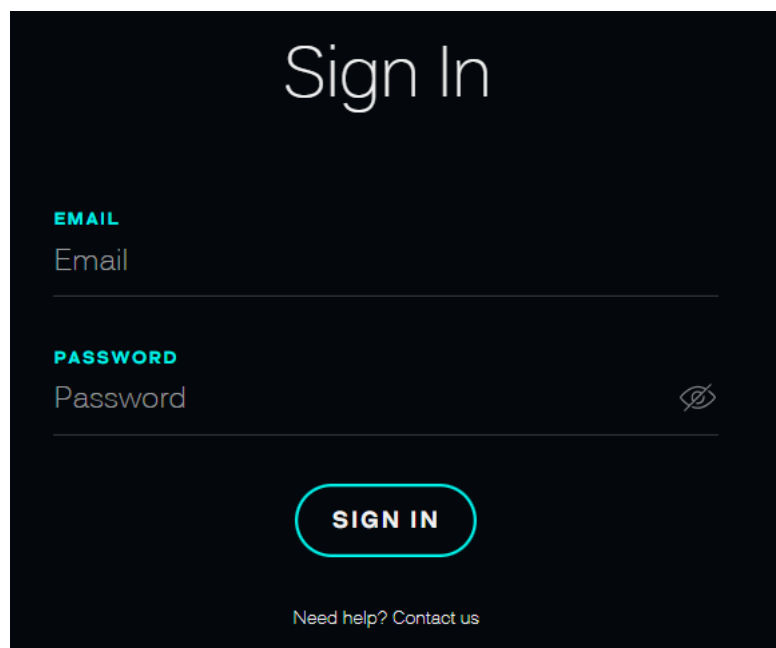 Sign In
EMAIL
Email
PASSWORD
Password
SIGN IN
Need help? Contact us